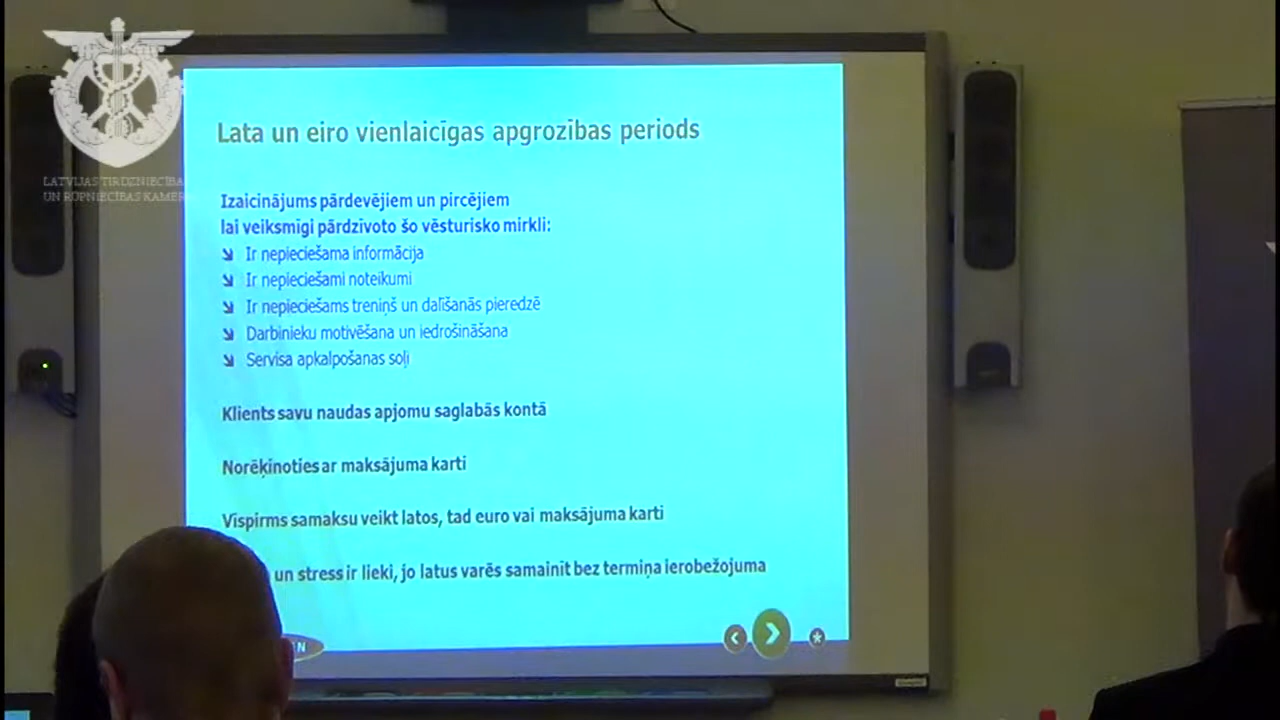 LATVIJAS TIRDZNIECĪBA
UN RŪPNIECĪBAS KAMER
Lata un eiro vienlaicīgas apgrozības periods
Izaicinājums pārdevējiem un pircējiem
lai veiksmīgi pārdzīvoto šo vēsturisko mirkli:
Ir nepieciešama informācija
Ir nepieciešami noteikumi
Ir nepieciešams treniņš un dalīšanās pieredzē
Darbinieku motivēšana un iedrošināšana
Servisa apkalpošanas soļi
Klients savu naudas apjomu saglabās kontā
Norēķinoties ar maksājuma karti
Vispirms samaksu veikt latos, tad euro vai maksājuma karti
un stress ir lieki, jo latus varēs samainīt bez termiņa ierobežojuma